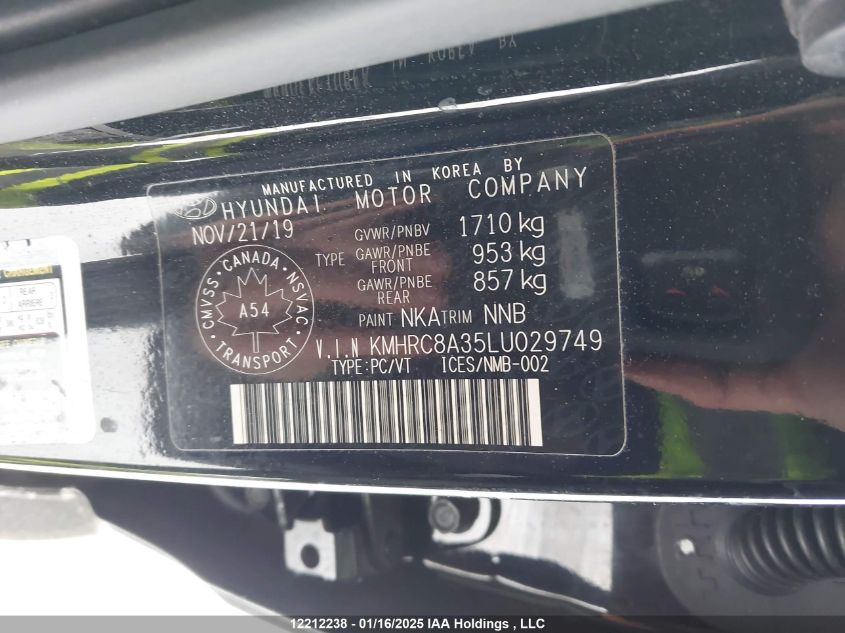 MANUFACTURED IN KOREA BY
HYUNDAI MOTOR COMPANY
NOV/21/19 GVWR/PNBV 1710 kg
TYPE GAWR/PNBE FRONT 953 kg
GAWR/PNBE REAR 857 kg
PAINT NKA TRIM NNB
CMVSS · CANADA · NSVAC
A54
TRANSPORT
V.I.N KMHRC8A35LU029749
TYPE:PC/VT ICES/NMB-002
REAR
ARRIERE
12212238 - 01/16/2025 IAA Holdings , LLC